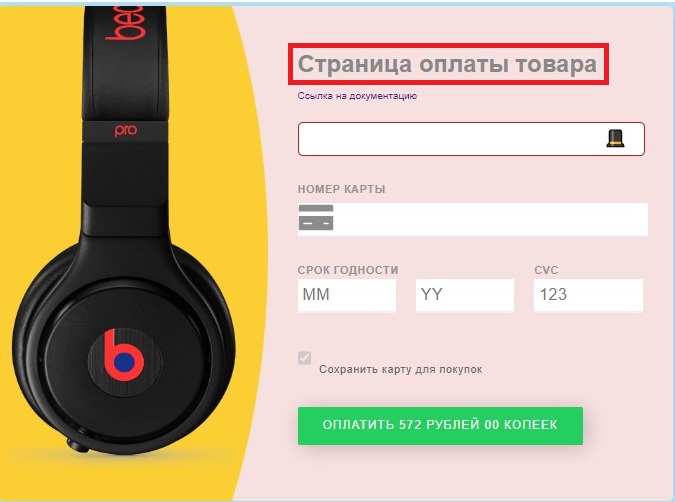 beo
pro
b
Страница оплаты товара
Ссылка на документацию
НОМЕР КАРТЫ
СРОК ГОДНОСТИ
CVC
MM
YY
123
Сохранить карту для покупок
ОПЛАТИТЬ 572 РУБЛЕЙ 00 КОПЕЕК